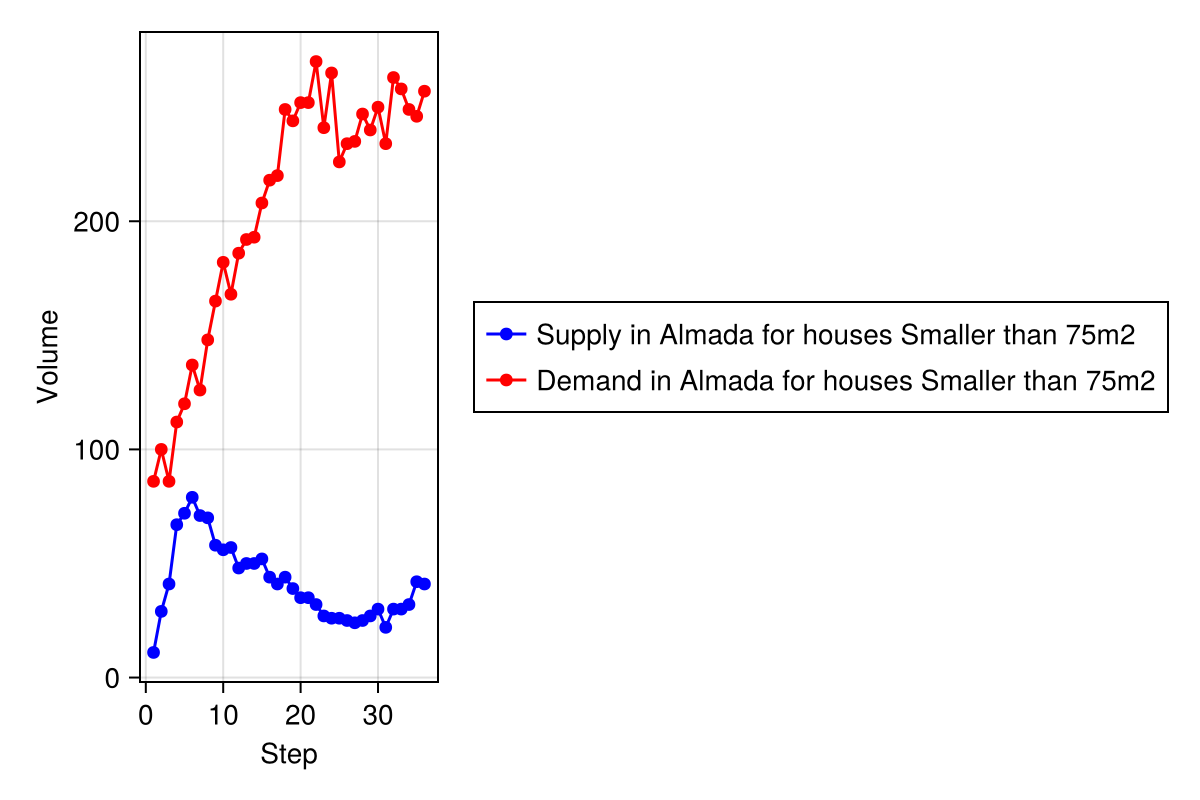 Volume
200
100
0
0 10 20 30
Step
Supply in Almada for houses Smaller than 75m2
Demand in Almada for houses Smaller than 75m2